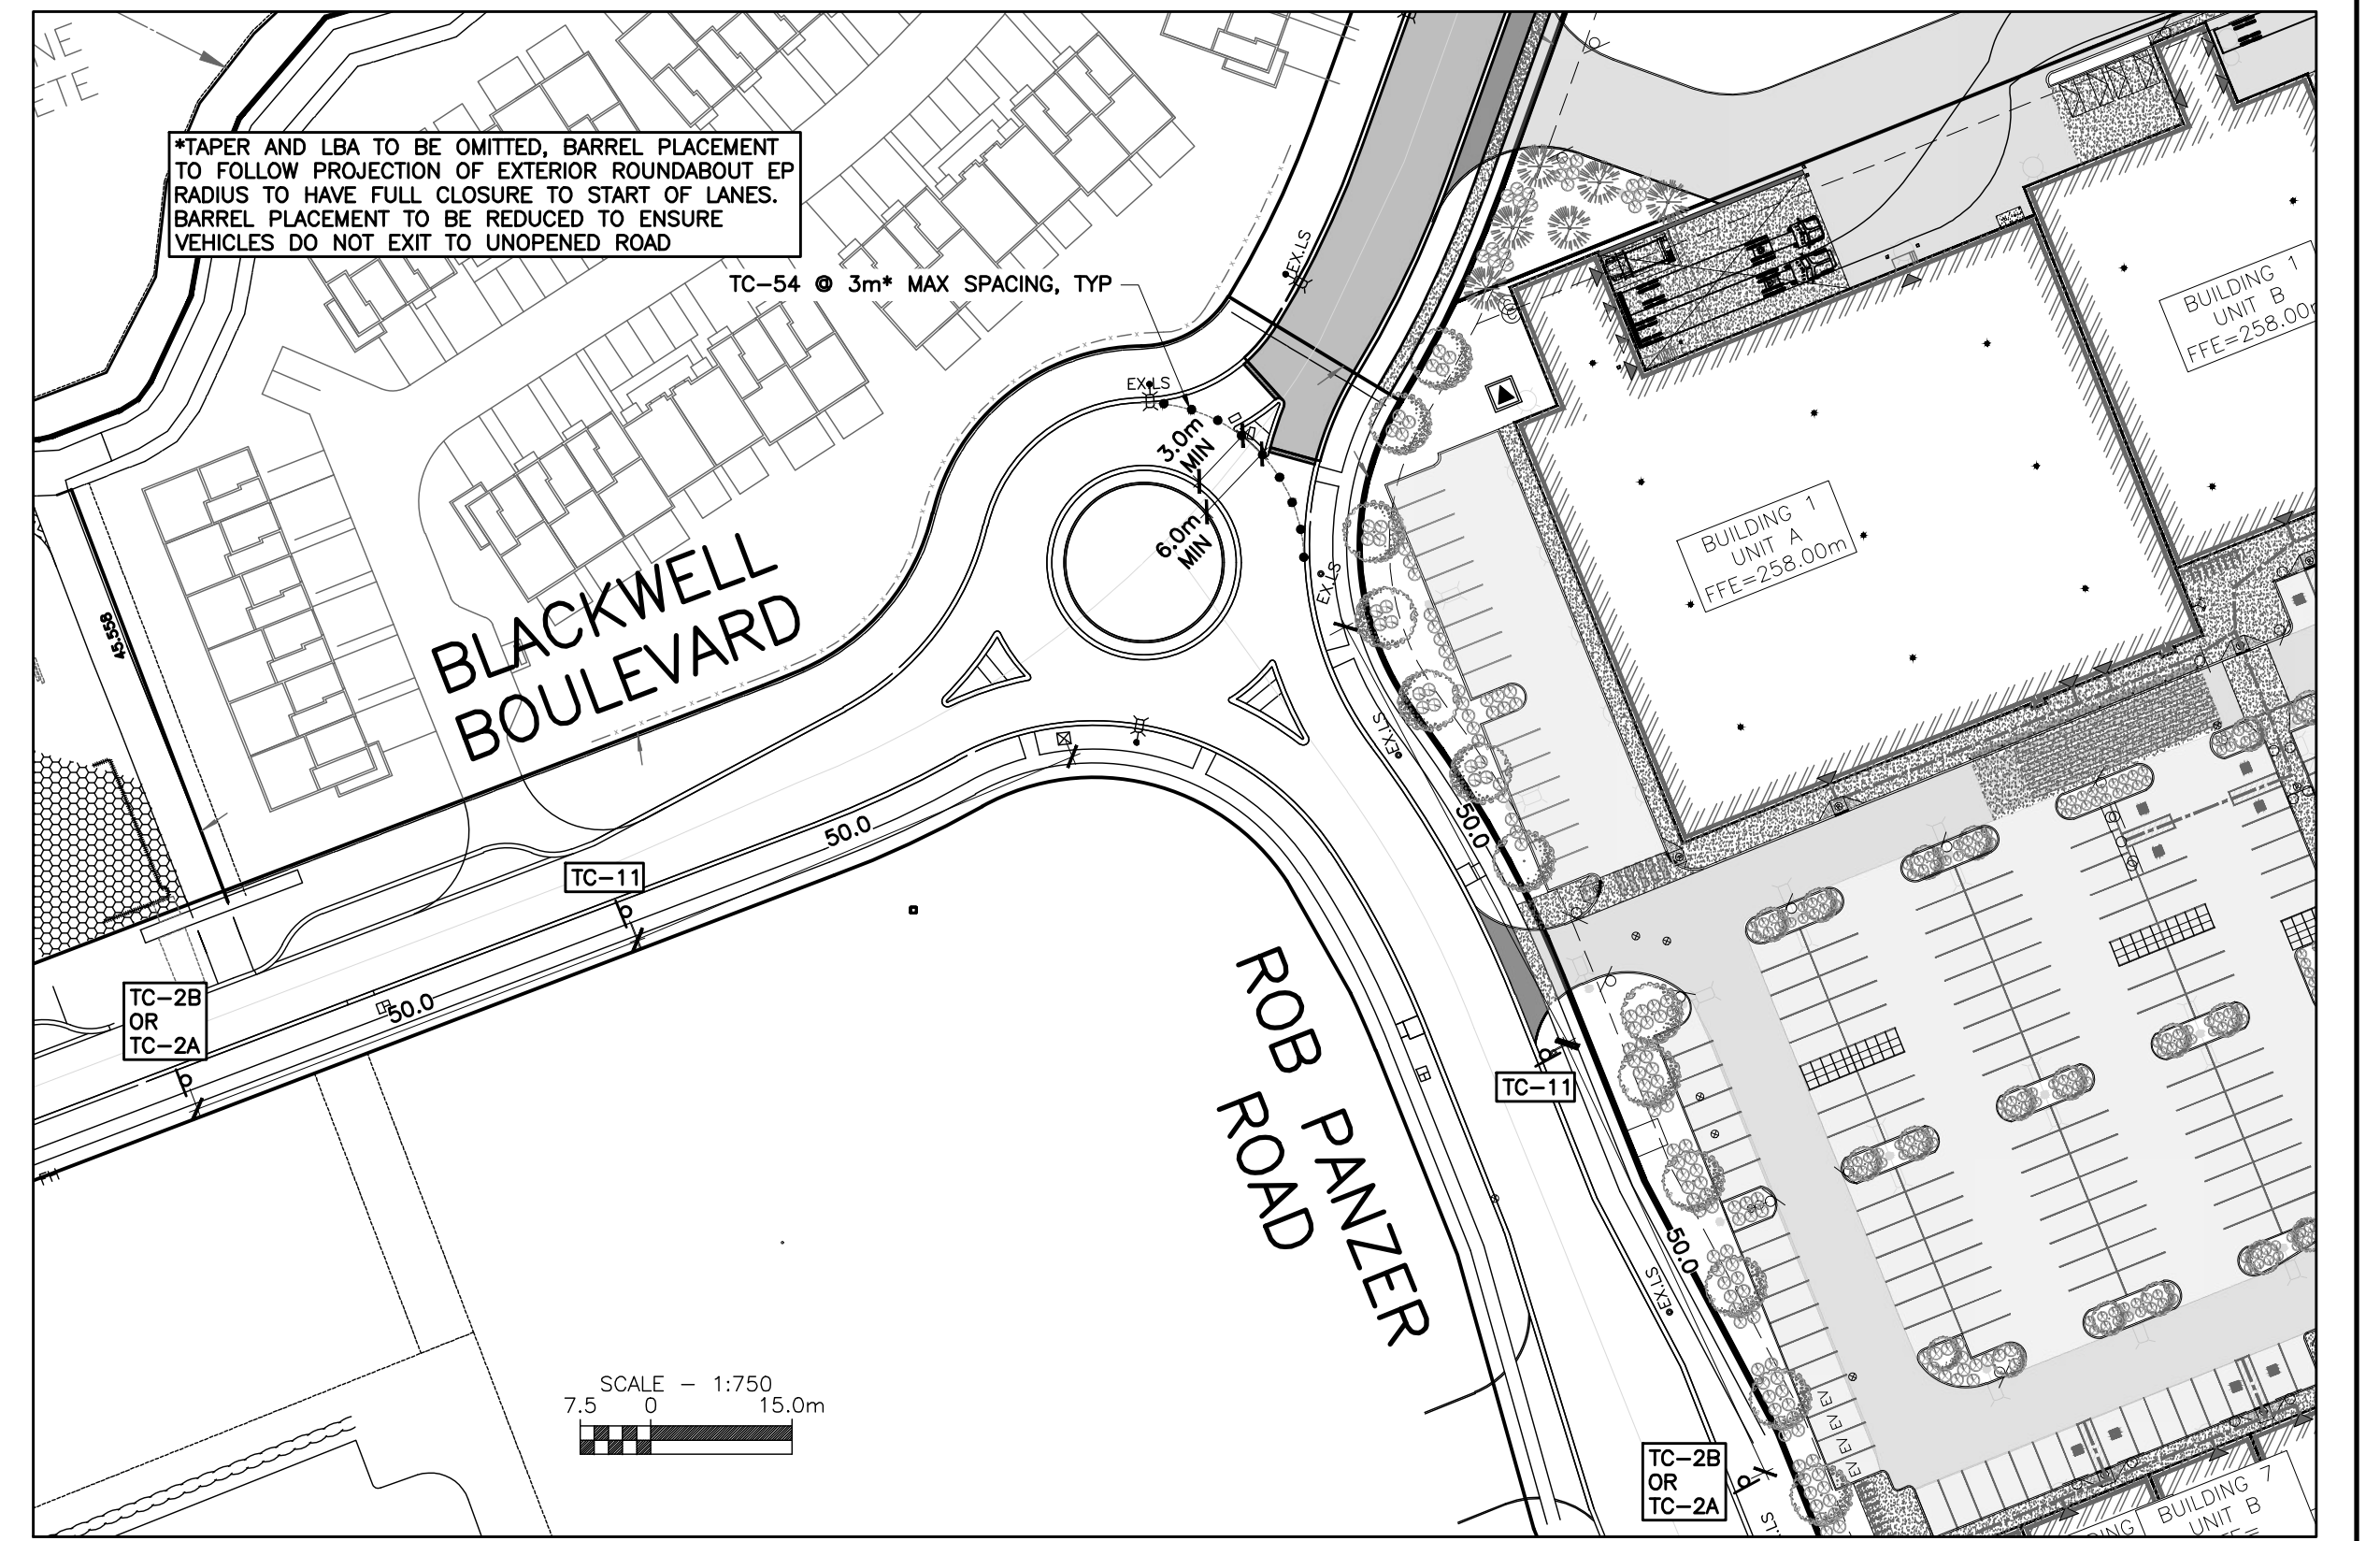 NE
ETE
*TAPER AND LBA TO BE OMITTED, BARREL PLACEMENT
TO FOLLOW PROJECTION OF EXTERIOR ROUNDABOUT EP
RADIUS TO HAVE FULL CLOSURE TO START OF LANES.
BARREL PLACEMENT TO BE REDUCED TO ENSURE
VEHICLES DO NOT EXIT TO UNOPENED ROAD
TC-54 @ 3m* MAX SPACING, TYP
EX.LS
EX.LS
3.0m
MIN
6.0m
MIN
EX.LS
BUILDING 1
UNIT B
FFE=258.00
BUILDING 1
UNIT A
FFE=258.00m
45.558
BLACKWELL
BOULEVARD
EX.LS
50.0
50.0
TC-11
TC-2B
OR
TC-2A
50.0
FH
ROB PANZER
ROAD
TC-11
50.0
EX.LS
SCALE - 1:750
7.5 0 15.0m
EV
EV
EV
EV
TC-2B
OR
TC-2A
BUILDING 7
UNIT B